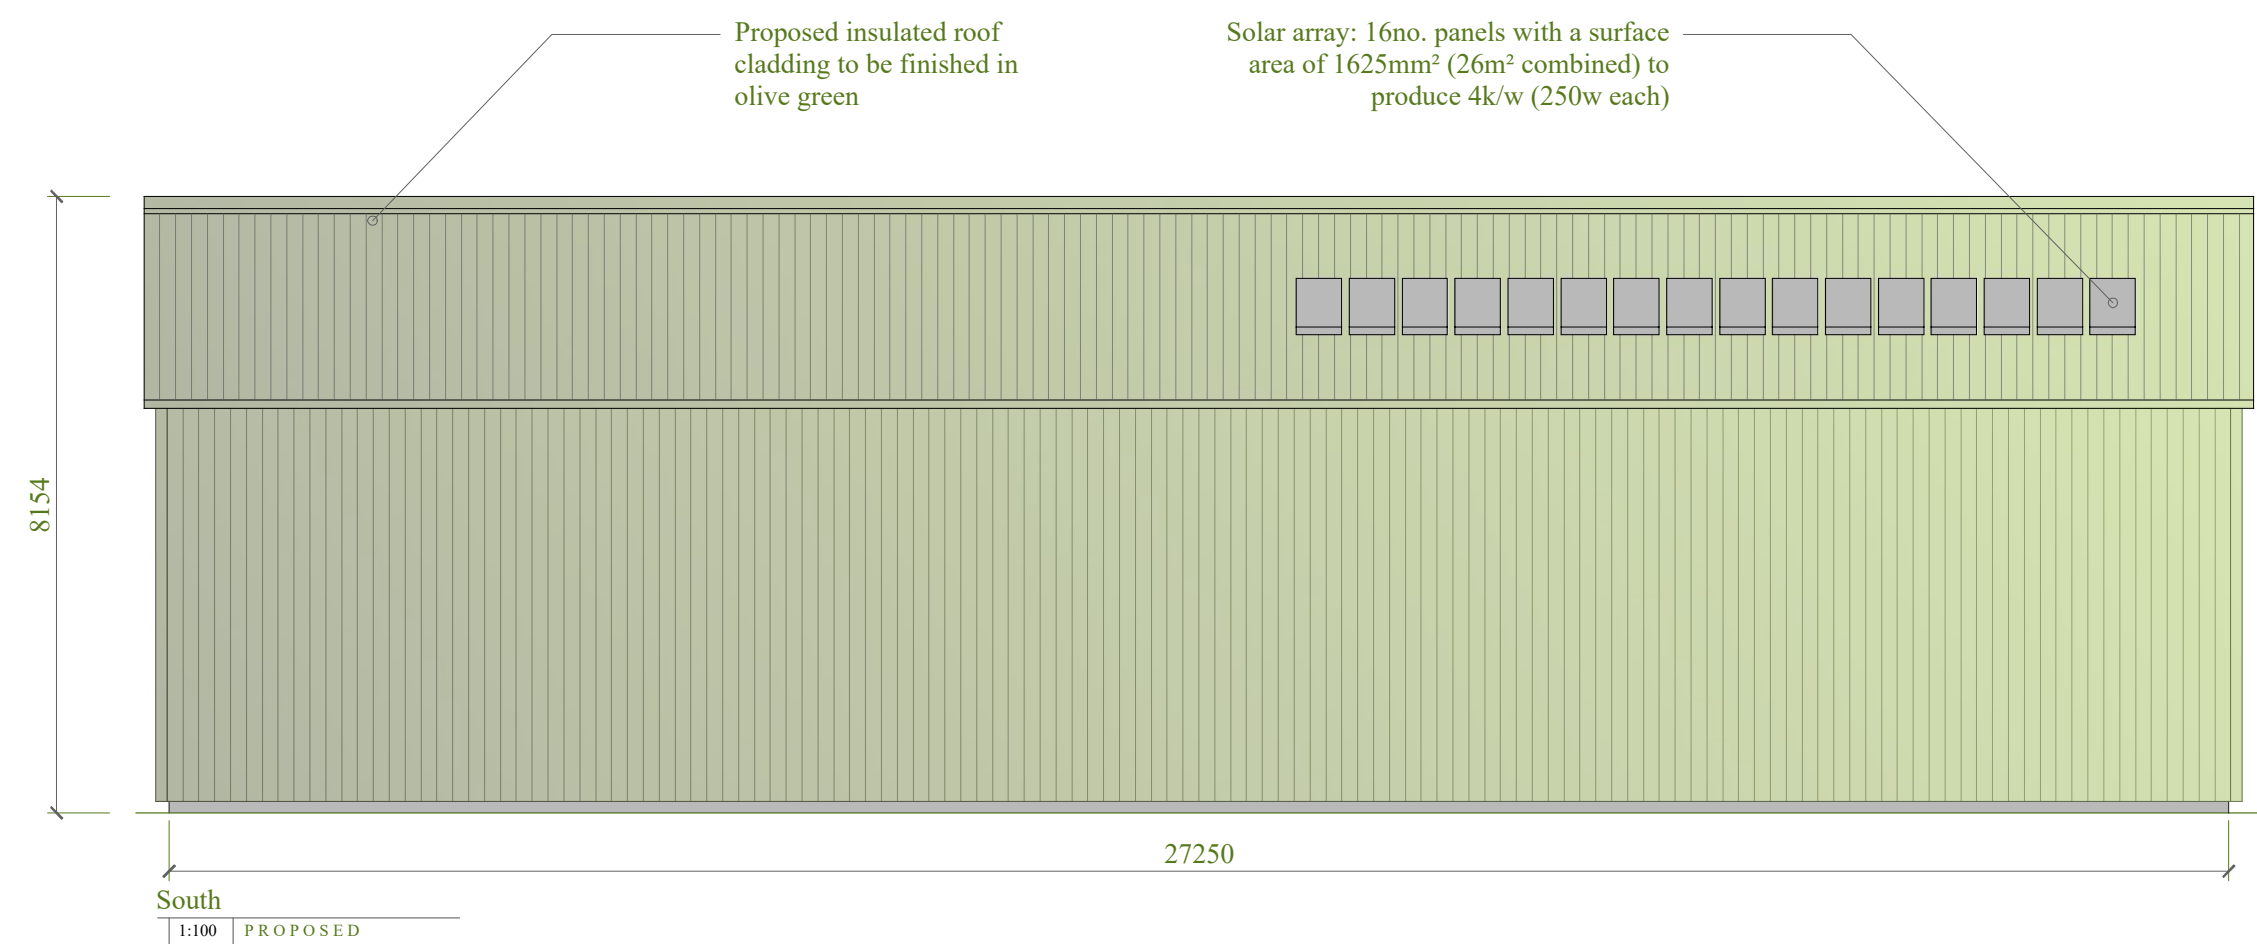 Proposed insulated roof
cladding to be finished in
olive green
Solar array: 16no. panels with a surface
area of 1625mm² (26m² combined) to
produce 4k/w (250w each)
8154
27250
South
1:100 PROPOSED